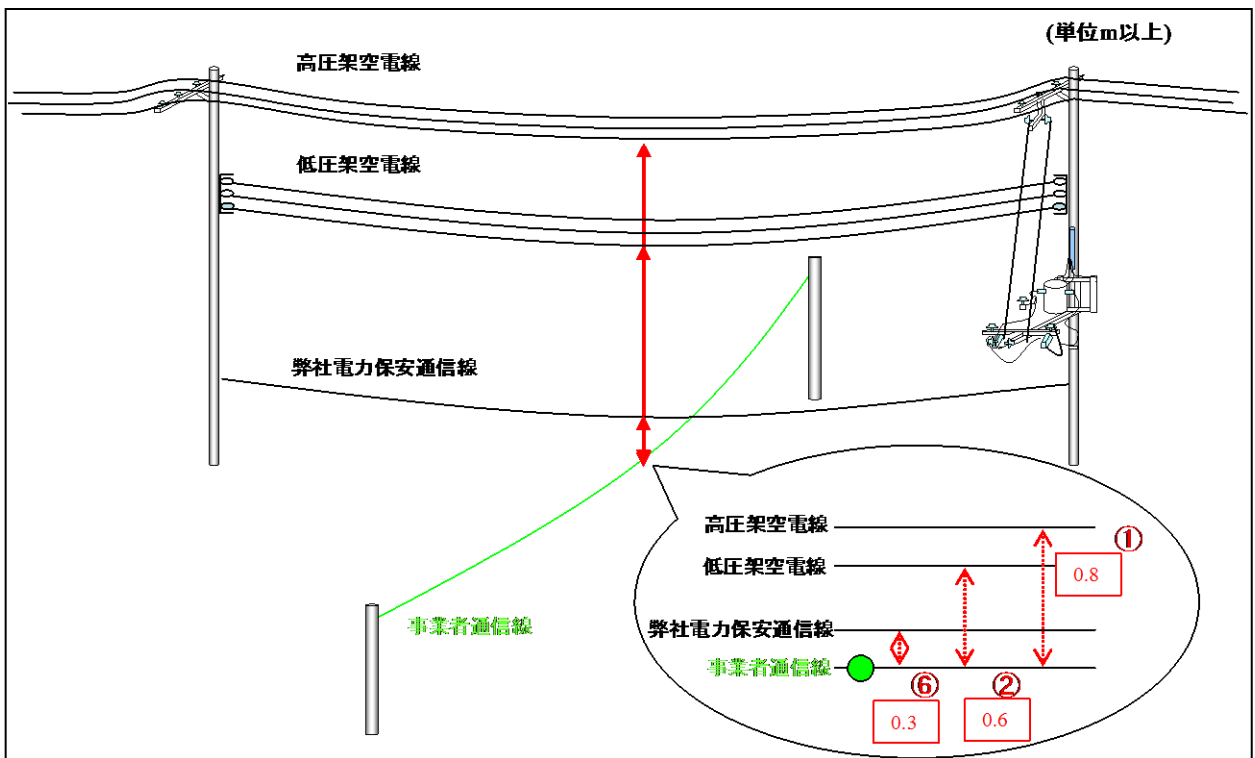 (単位m以上)
高圧架空電線
低圧架空電線
弊社電力保安通信線
事業者通信線
高圧架空電線
①
低圧架空電線
0.8
弊社電力保安通信線
事業者通信線
⑥
②
0.3
0.6